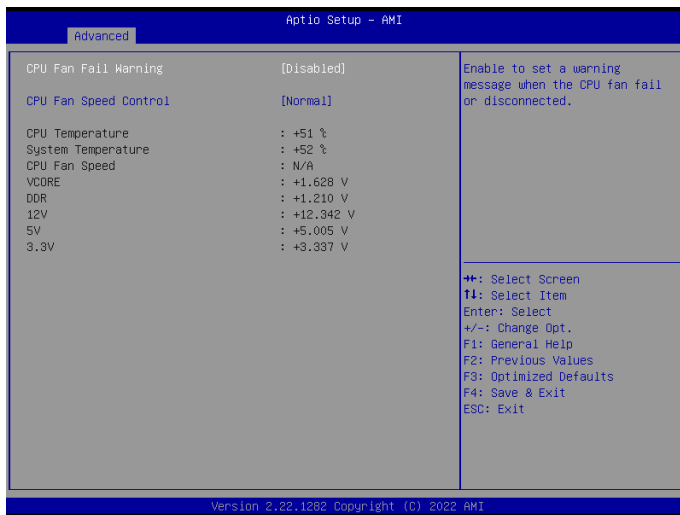 Aptio Setup – AMI
Advanced
CPU Fan Fail Warning [Disabled]
CPU Fan Speed Control [Normal]
CPU Temperature : +51 %
System Temperature : +52 %
CPU Fan Speed : N/A
VCORE : +1.628 V
DDR : +1.210 V
12V : +12.342 V
5V : +5.005 V
3.3V : +3.337 V
Enable to set a warning
message when the CPU fan fail
or disconnected.
→←: Select Screen
↑↓: Select Item
Enter: Select
+/-: Change Opt.
F1: General Help
F2: Previous Values
F3: Optimized Defaults
F4: Save & Exit
ESC: Exit
Version 2.22.1282 Copyright (C) 2022 AMI